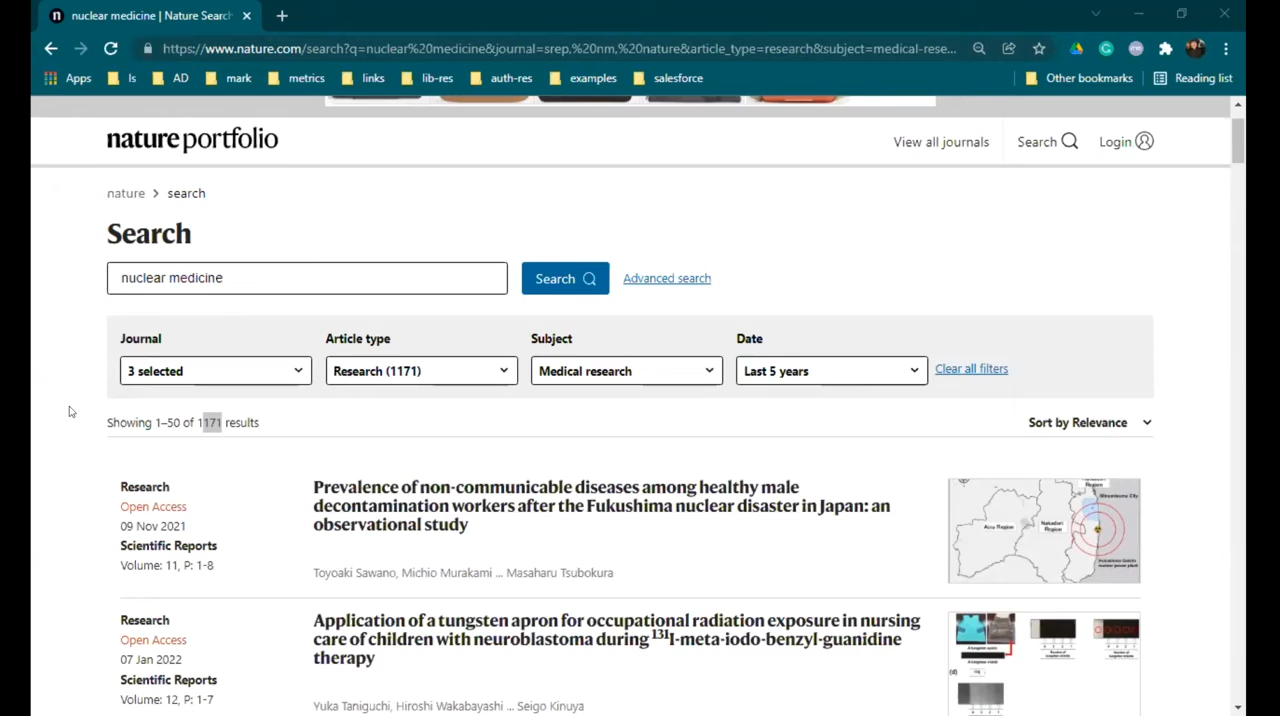 nuclear medicine | Nature Search
https://www.nature.com/search?q=nuclear%20medicine&journal=srep,%20nm,%20nature&article_type=research&subject=medical-rese...
Apps ls AD mark metrics links lib-res auth-res examples salesforce Other bookmarks Reading list
nature portfolio
View all journals Search Login
nature > search
Search
nuclear medicine
Search
Advanced search
Journal Article type Subject Date
3 selected Research (1171) Medical research Last 5 years Clear all filters
Showing 1–50 of 1171 results Sort by Relevance
Research
Open Access
09 Nov 2021
Scientific Reports
Volume: 11, P: 1-8
Prevalence of non-communicable diseases among healthy male
decontamination workers after the Fukushima nuclear disaster in Japan: an
observational study
Toyoaki Sawano, Michio Murakami ... Masaharu Tsubokura
Region
Aizu Region
Nakadori
Region
Research
Open Access
07 Jan 2022
Scientific Reports
Volume: 12, P: 1-7
Application of a tungsten apron for occupational radiation exposure in nursing
care of children with neuroblastoma during ¹³¹I-meta-iodo-benzyl-guanidine
therapy
Yuka Taniguchi, Hiroshi Wakabayashi ... Seigo Kinuya